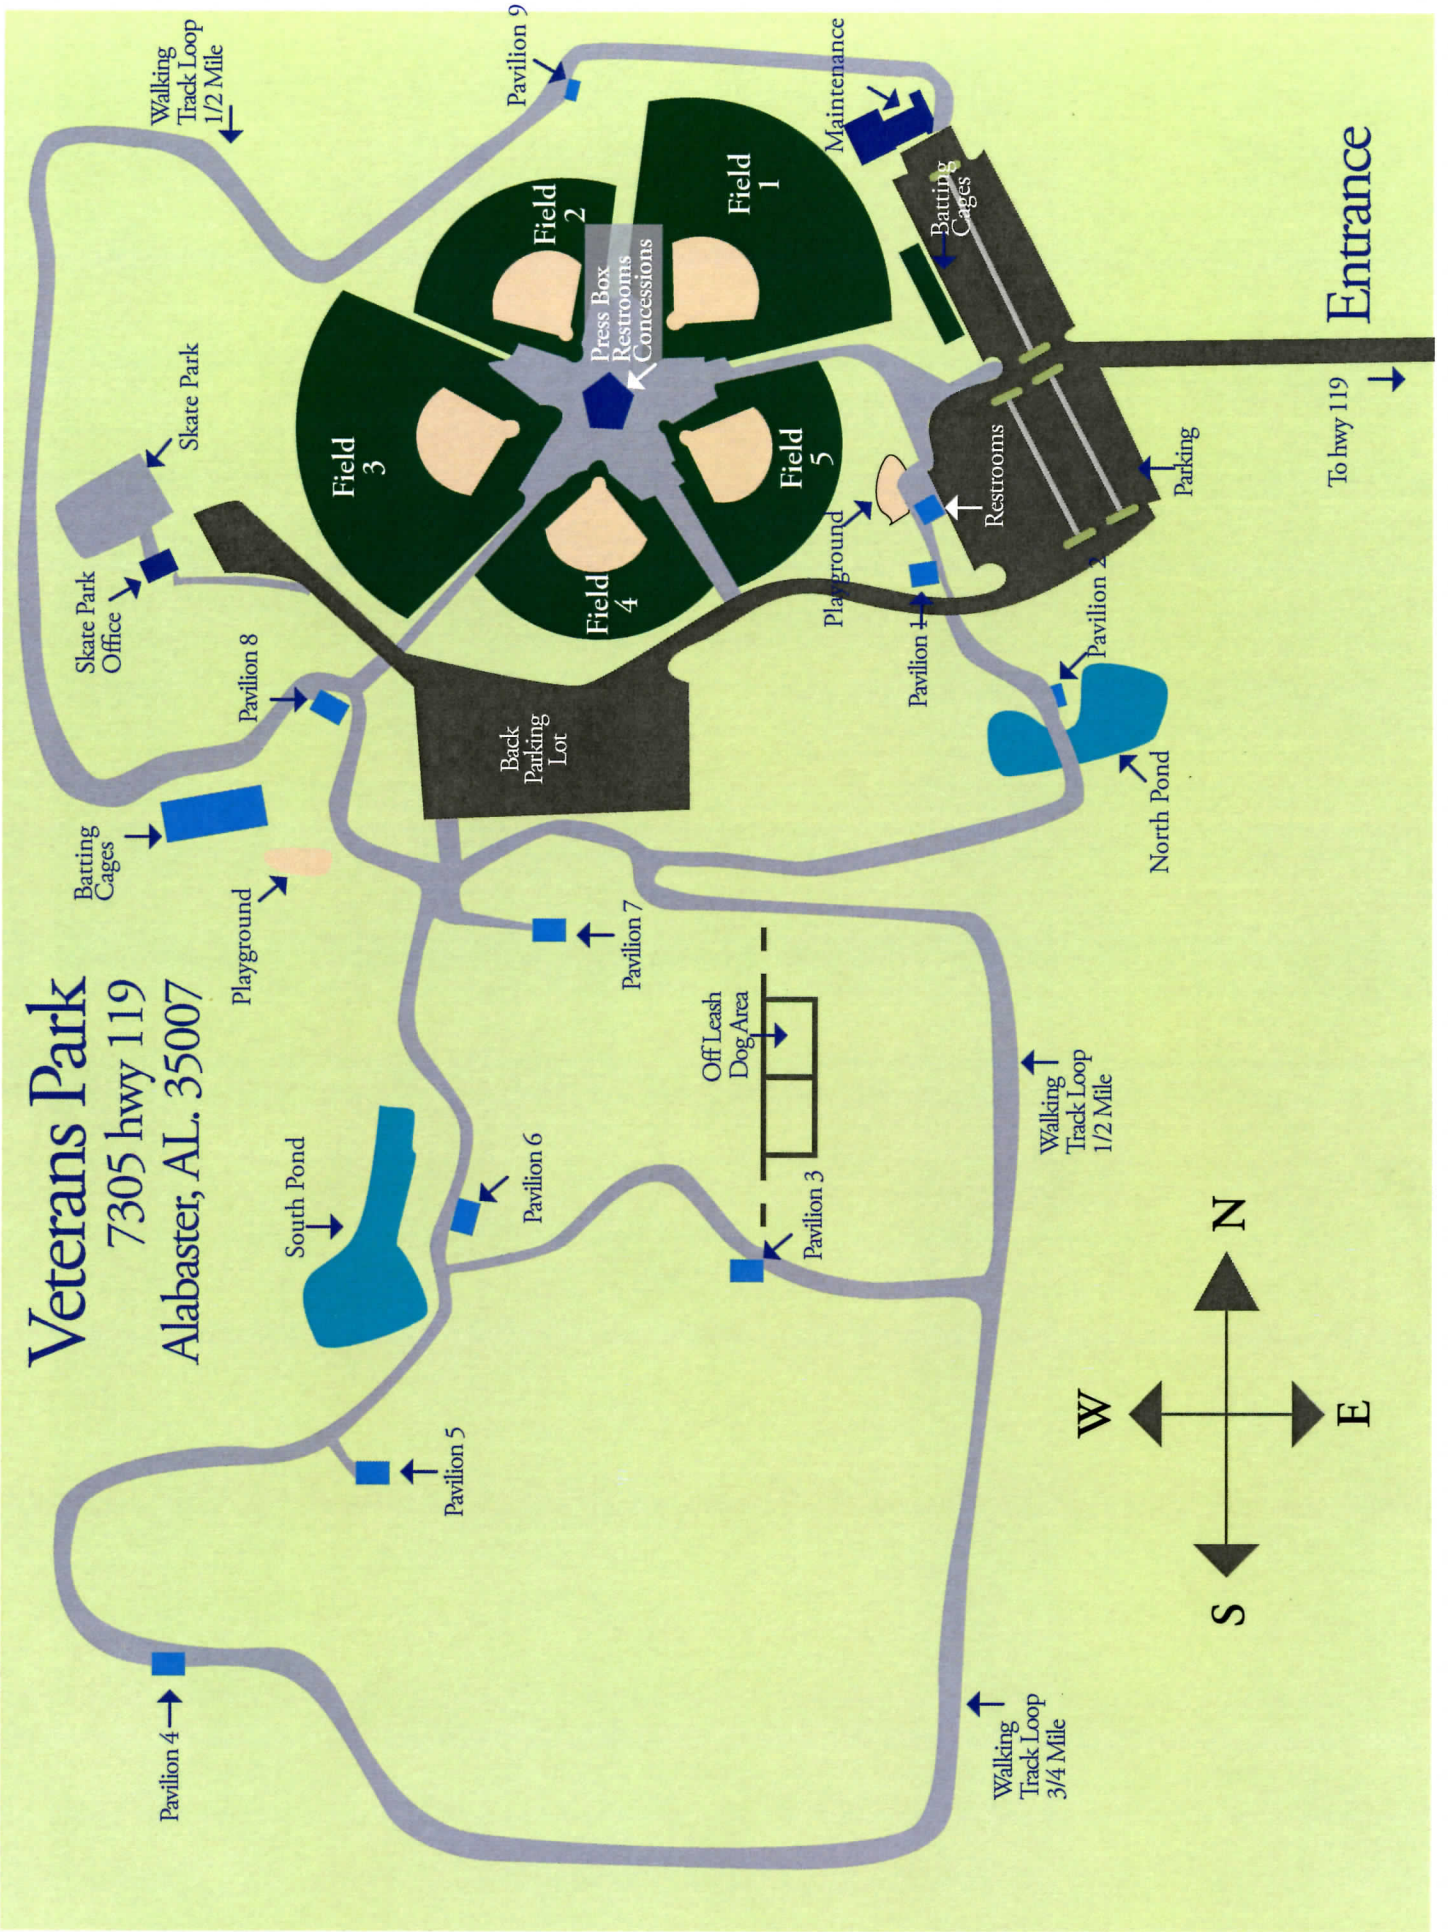 Veterans Park
7305 hwy 119
Alabaster, AL. 35007
Pavilion 4
Pavilion 5
South Pond
Pavilion 6
Playground
Batting
Cages
Pavilion 8
Skate Park
Office
Skate Park
Walking
Track Loop
1/2 Mile
Pavilion 9
Field
3
Field
2
Field
1
Field
4
Field
5
Press Box
Restrooms
Concessions
Back
Parking
Lot
Pavilion 7
Off Leash
Dog Area
Pavilion 3
Maintenance
Batting
Cages
Playground
Restrooms
Pavilion 1
Pavilion 2
Parking
North Pond
Walking
Track Loop
1/2 Mile
Walking
Track Loop
3/4 Mile
Entrance
To hwy 119
W
N
S
E